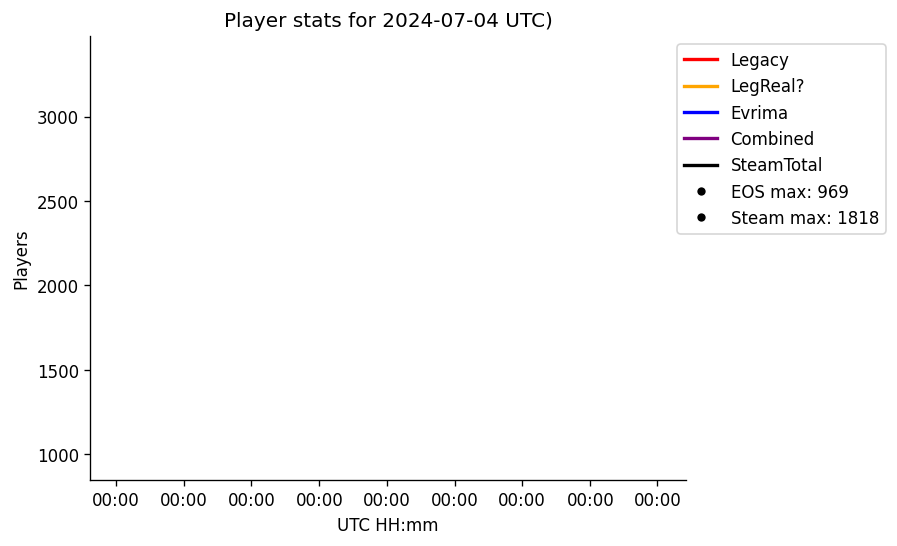 Player stats for 2024-07-04 UTC)
Legacy
LegReal?
Evrima
Combined
SteamTotal
EOS max: 969
Steam max: 1818
Players
3000
2500
2000
1500
1000
00:00 00:00 00:00 00:00 00:00 00:00 00:00 00:00 00:00
UTC HH:mm